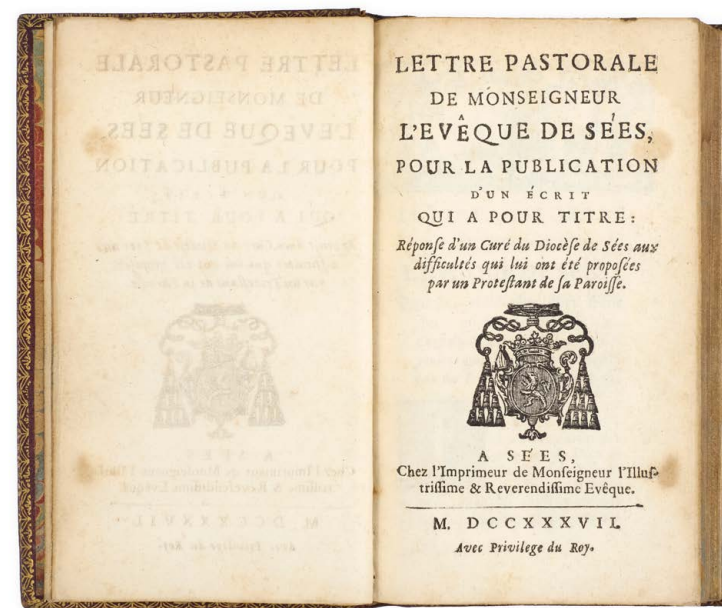 LETTRE PASTORALE
DE MONSEIGNEUR
L'EVÊQUE DE SÉES,
POUR LA PUBLICATION
D'UN ÉCRIT
QUI A POUR TITRE:
Réponſe d'un Curé du Diocèſe de Sées aux
difficultés qui lui ont été propoſées
par un Proteſtant de ſa Paroiſſe.
A SÉES,
Chez l'Imprimeur de Monſeigneur l'Illuſ-
triſſime & Reverendiſſime Evêque.
M. DCCXXXVII.
Avec Privilege du Roy.